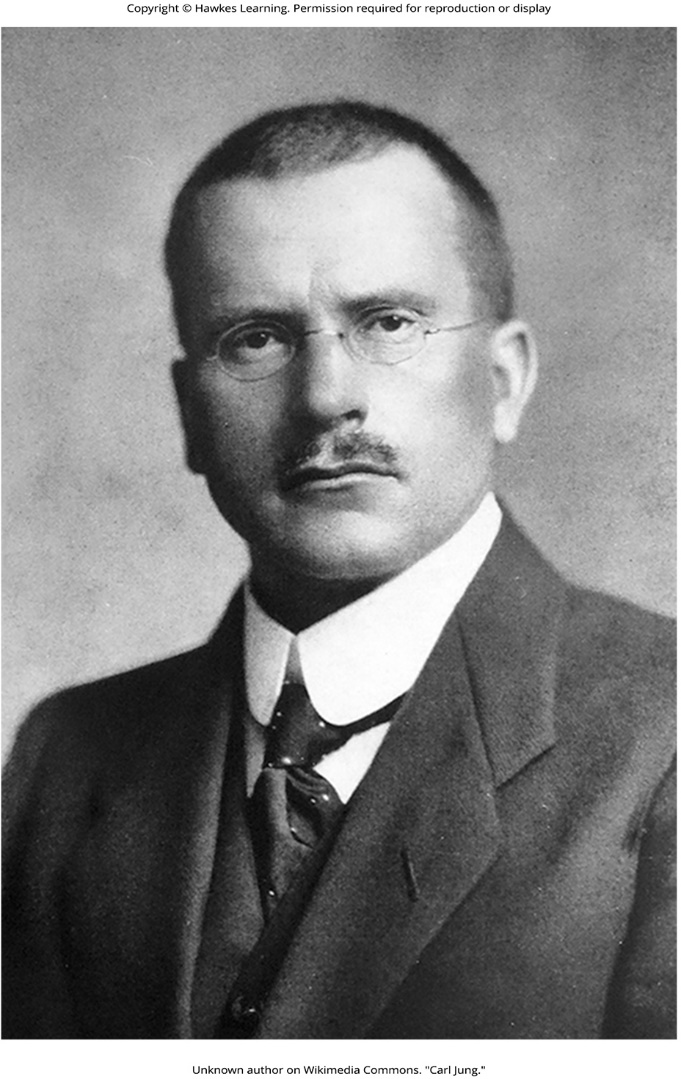 Copyright © Hawkes Learning. Permission required for reproduction or display
Unknown author on Wikimedia Commons. "Carl Jung."